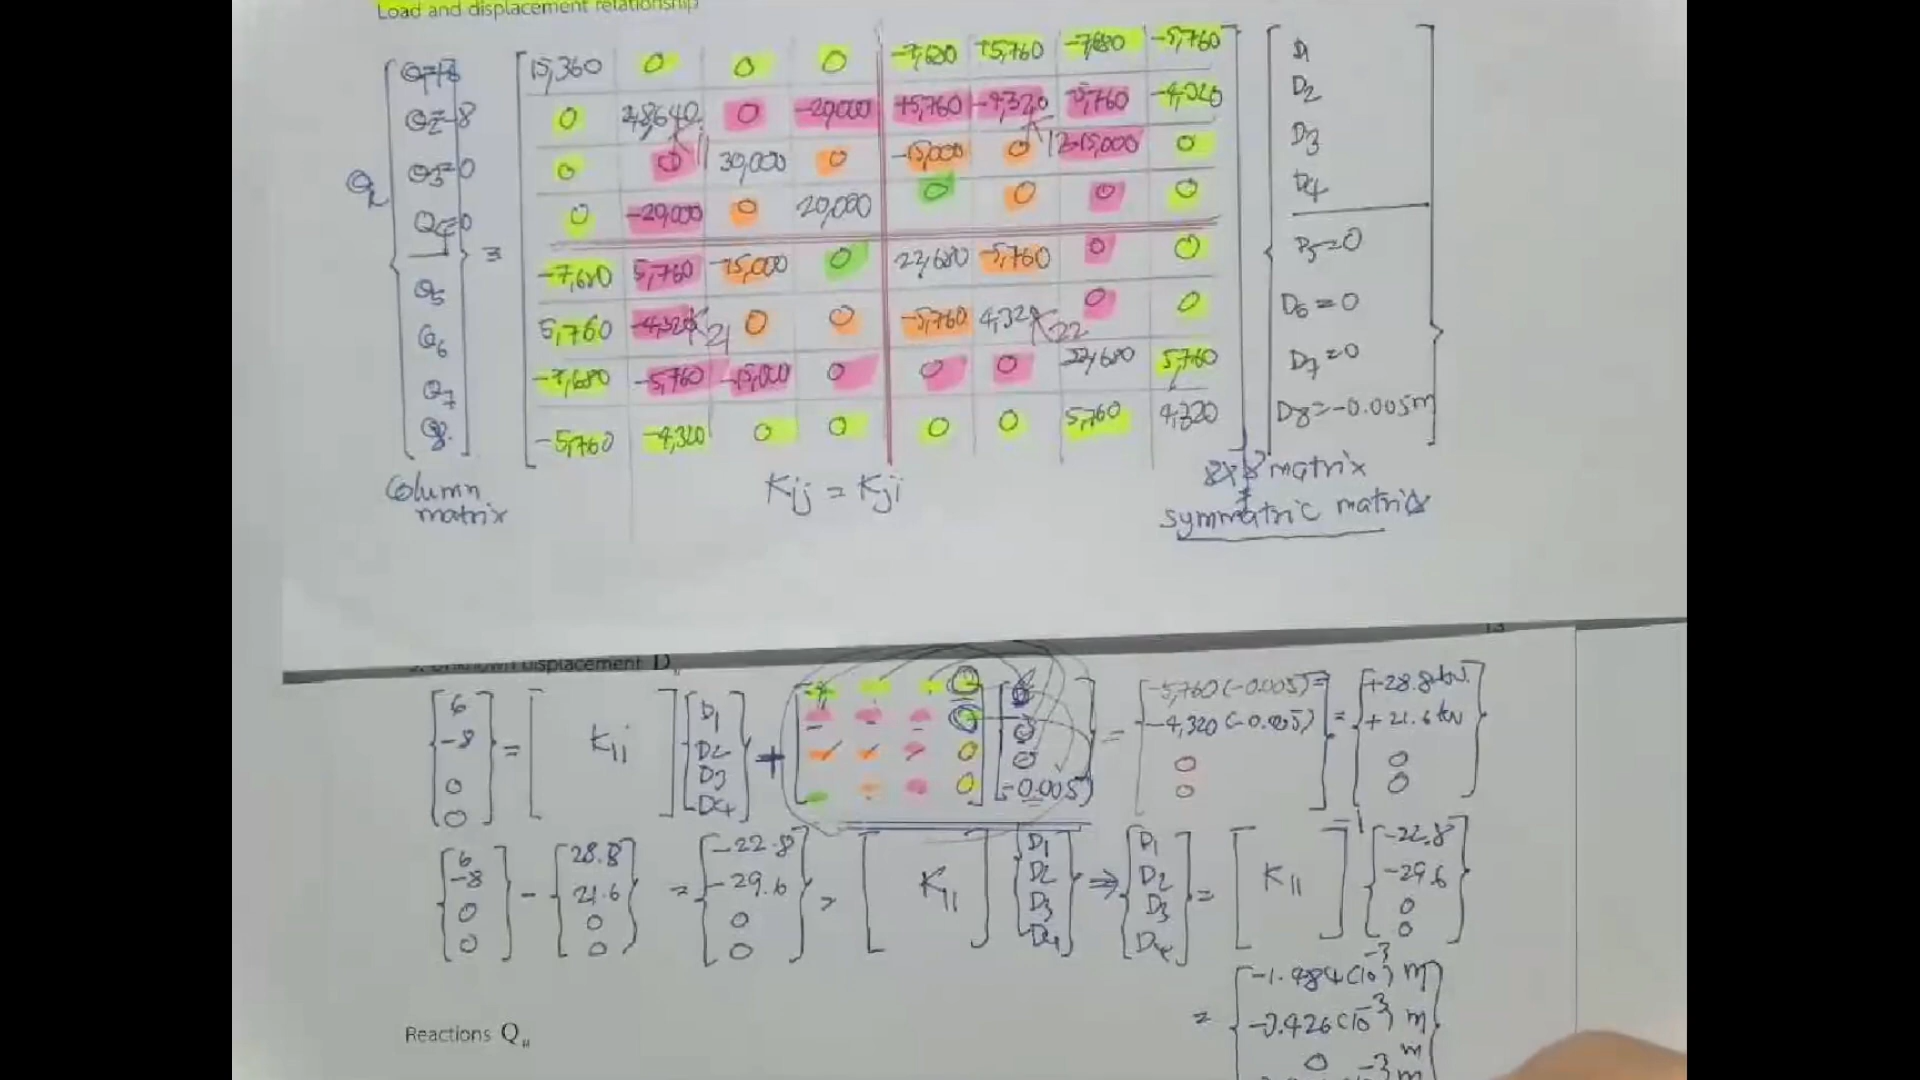 Load and displacement relationship
15,360 0 0 0 -7,680 +5,760 -7,680 -5,760 D1
Q2=-8 0 28,640 0 -20,000 +5,760 -4,320 -5,760 -4,320 D2
Q3=0 0 0 30,000 0 -15,000 0 -15,000 0 D3
Q4=0 0 -20,000 0 20,000 0 0 0 0 D4
K11 K12
Qk =
Q5 -7,680 5,760 -15,000 0 22,680 -5,760 0 0 D5=0
Q6 5,760 -4,320 0 0 -5,760 4,320 0 0 D6=0
K21 K22
Q7 -7,680 -5,760 -15,000 0 0 0 22,680 5,760 D7=0
Q8 -5,760 -4,320 0 0 0 0 5,760 4,320 D8=-0.005m
Column matrix
Kij = Kji
8x8 matrix
symmatric matrix
13
Unknown displacement Du
6 D1 0 -5,760(-0.005) = +28.8 kN
-8 = K11 D2 + 0 = -4,320(-0.005) = +21.6 kN
0 D3 0 0 0 0
0 D4 0 -0.005 0 0
6 28.8 -22.8 D1 D1 -1 -22.8
-8 - 21.6 = -29.6 = K11 D2 ⇒ D2 = K11 -29.6
0 0 0 D3 D3 0
0 0 0 D4 D4 0
-1.484(10-3) m
= -3.426(10-3) m
0 m
-3 m
Reactions Qu